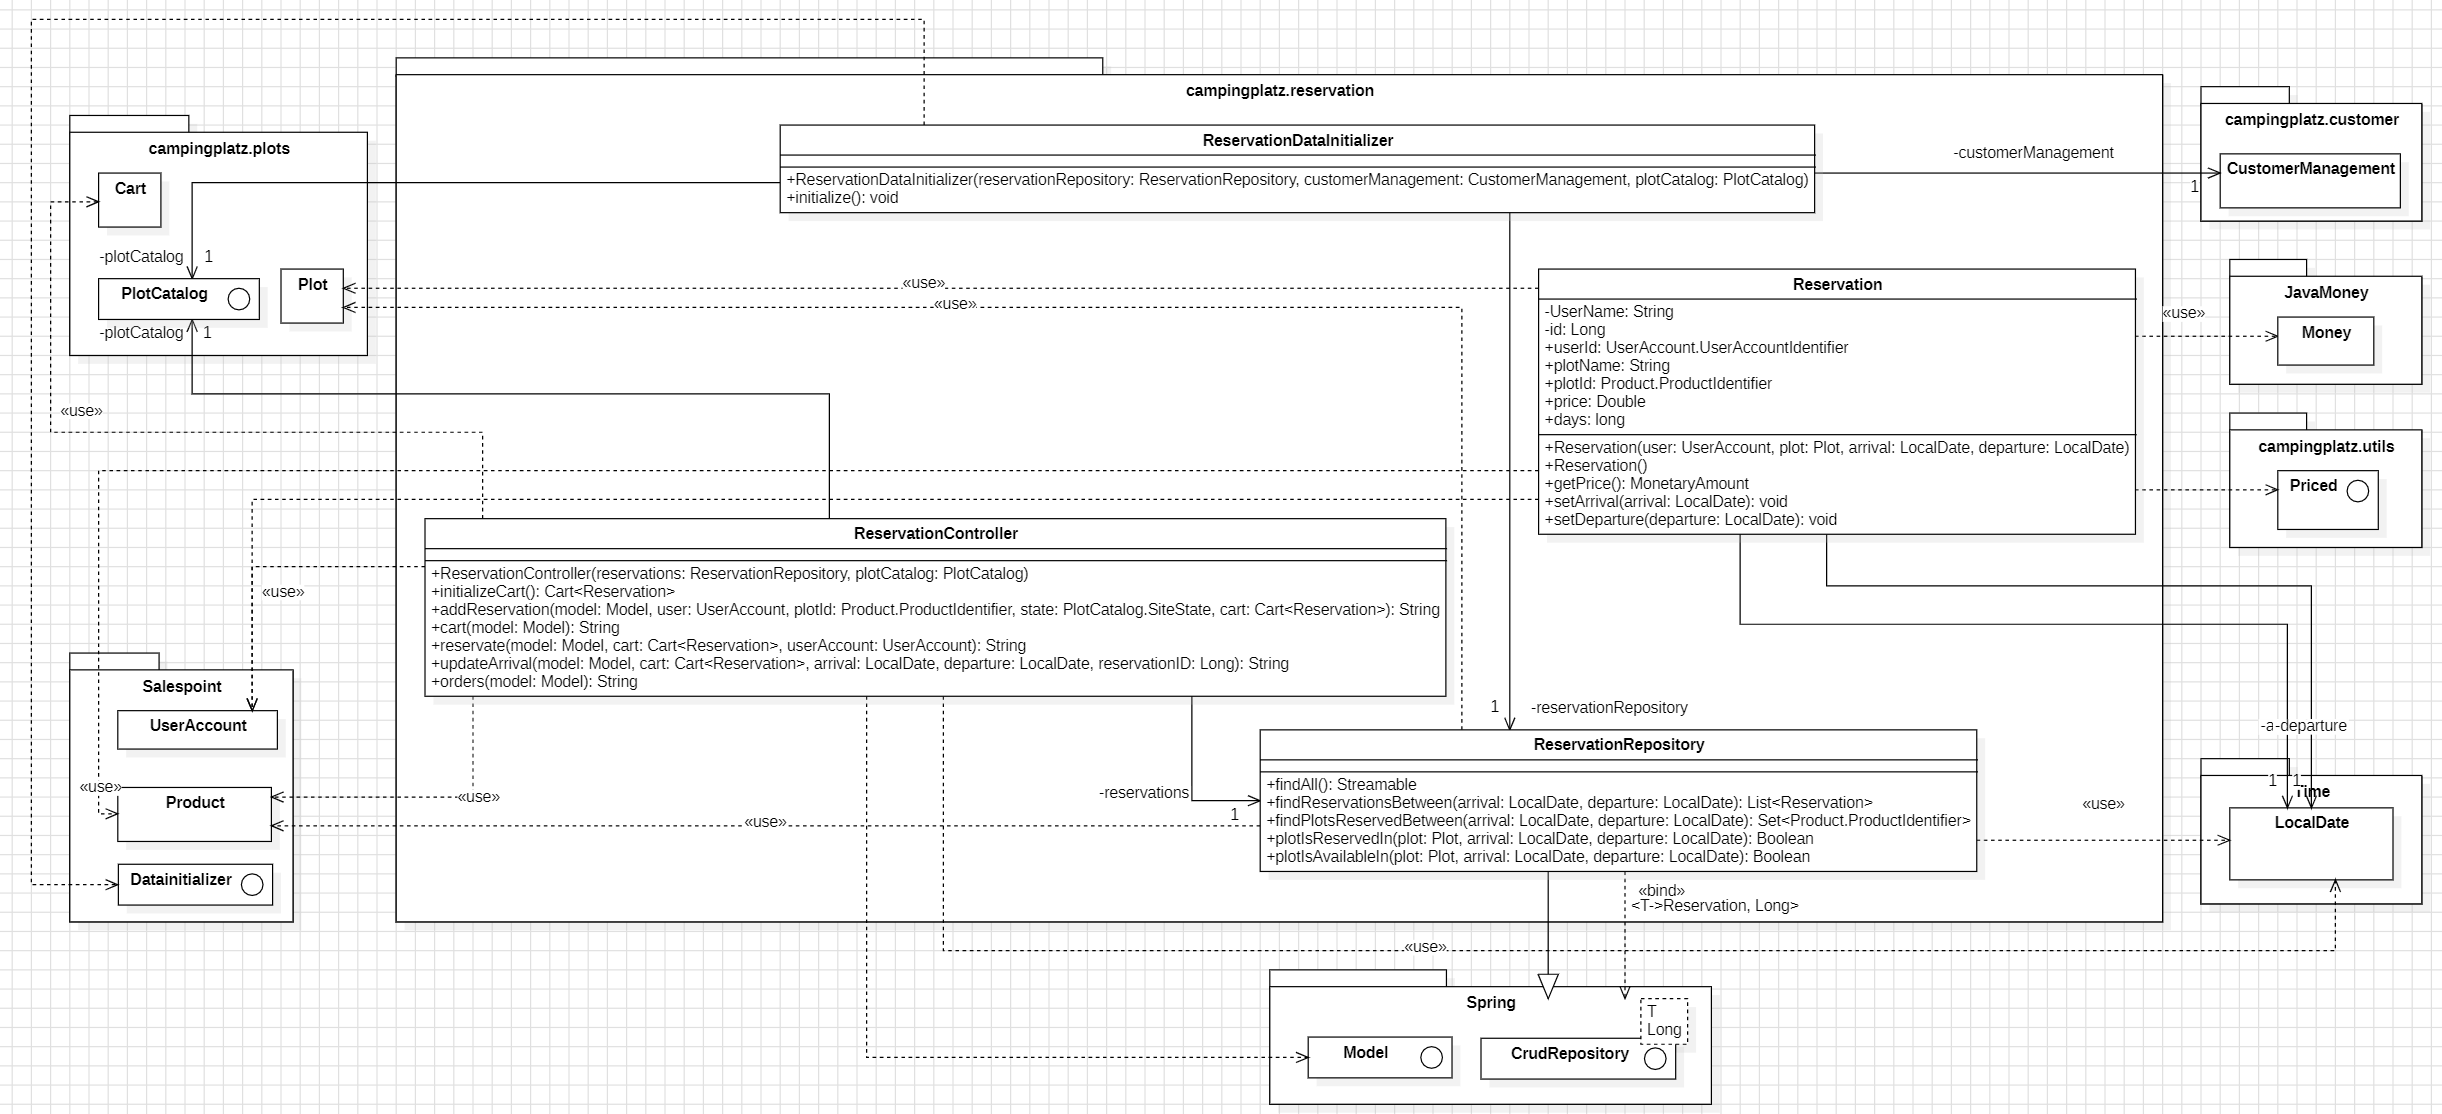 campingplatz.reservation
campingplatz.plots
Cart
-plotCatalog
1
PlotCatalog
Plot
-plotCatalog
1
«use»
ReservationDataInitializer
+ReservationDataInitializer(reservationRepository: ReservationRepository, customerManagement: CustomerManagement, plotCatalog: PlotCatalog)
+initialize(): void
-customerManagement
1
campingplatz.customer
CustomerManagement
«use»
«use»
Reservation
-UserName: String
-id: Long
+userId: UserAccount.UserAccountIdentifier
+plotName: String
+plotId: Product.ProductIdentifier
+price: Double
+days: long
+Reservation(user: UserAccount, plot: Plot, arrival: LocalDate, departure: LocalDate)
+Reservation()
+getPrice(): MonetaryAmount
+setArrival(arrival: LocalDate): void
+setDeparture(departure: LocalDate): void
«use»
JavaMoney
Money
campingplatz.utils
Priced
ReservationController
+ReservationController(reservations: ReservationRepository, plotCatalog: PlotCatalog)
+initializeCart(): Cart<Reservation>
+addReservation(model: Model, user: UserAccount, plotId: Product.ProductIdentifier, state: PlotCatalog.SiteState, cart: Cart<Reservation>): String
+cart(model: Model): String
+reservate(model: Model, cart: Cart<Reservation>, userAccount: UserAccount): String
+updateArrival(model: Model, cart: Cart<Reservation>, arrival: LocalDate, departure: LocalDate, reservationID: Long): String
+orders(model: Model): String
«use»
Salespoint
UserAccount
«use»
Product
Datainitializer
«use»
«use»
-reservations
1
1
-reservationRepository
ReservationRepository
+findAll(): Streamable
+findReservationsBetween(arrival: LocalDate, departure: LocalDate): List<Reservation>
+findPlotsReservedBetween(arrival: LocalDate, departure: LocalDate): Set<Product.ProductIdentifier>
+plotIsReservedIn(plot: Plot, arrival: LocalDate, departure: LocalDate): Boolean
+plotIsAvailableIn(plot: Plot, arrival: LocalDate, departure: LocalDate): Boolean
-a-departure
1
1
Time
LocalDate
«use»
«bind»
<T->Reservation, Long>
«use»
Spring
T
Long
Model
CrudRepository